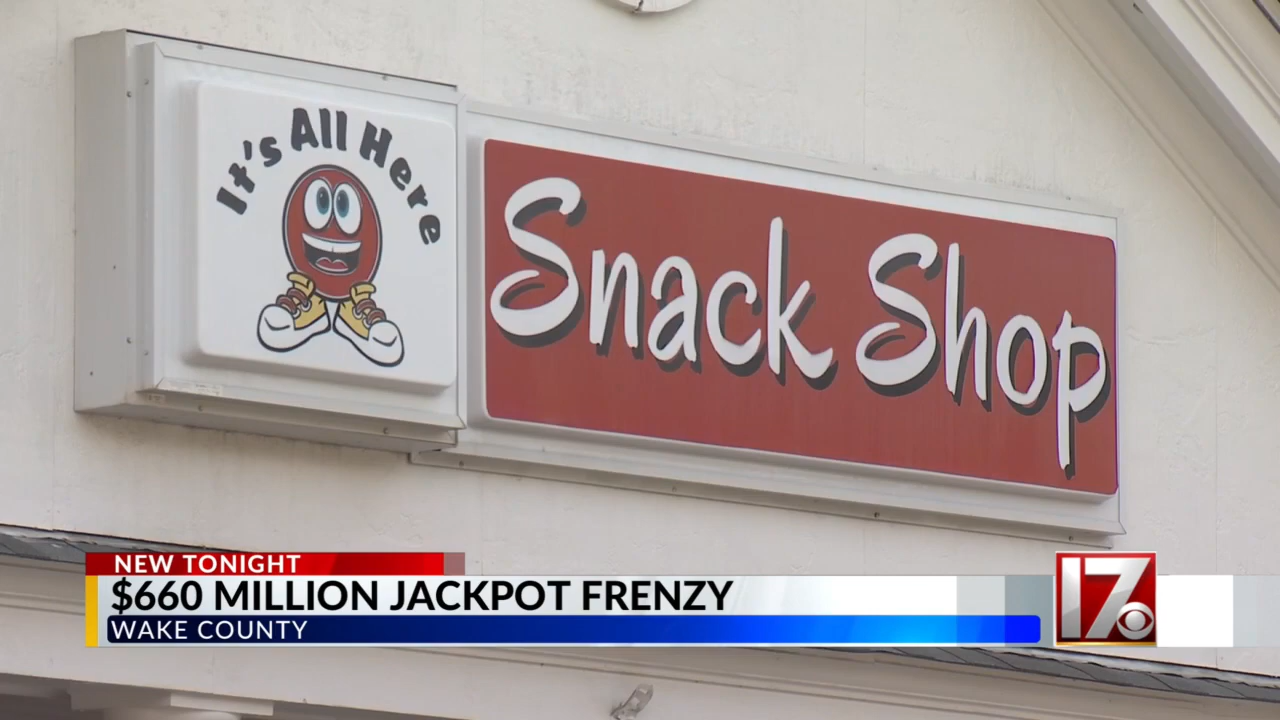 It's All Here
Snack Shop
NEW TONIGHT
$660 MILLION JACKPOT FRENZY
WAKE COUNTY
17